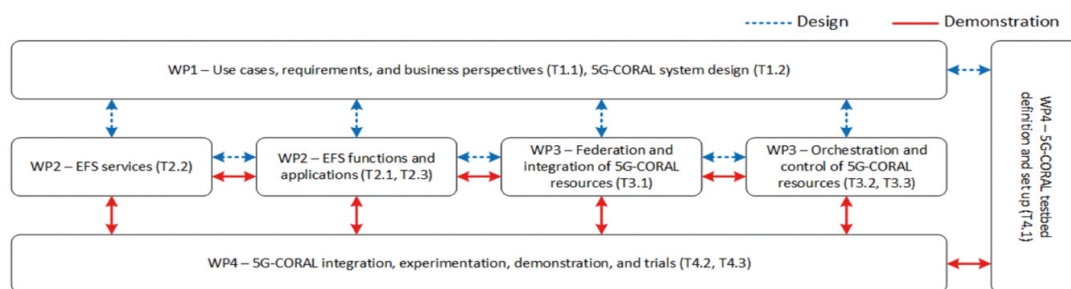 Design
Demonstration
WP1 – Use cases, requirements, and business perspectives (T1.1), 5G-CORAL system design (T1.2)
WP2 – EFS services (T2.2)
WP2 – EFS functions and
applications (T2.1, T2.3)
WP3 – Federation and
integration of 5G-CORAL
resources (T3.1)
WP3 – Orchestration and
control of 5G-CORAL
resources (T3.2, T3.3)
WP4 – 5G-CORAL integration, experimentation, demonstration, and trials (T4.2, T4.3)
WP4 – 5G-CORAL testbed
definition and set up (T4.1)